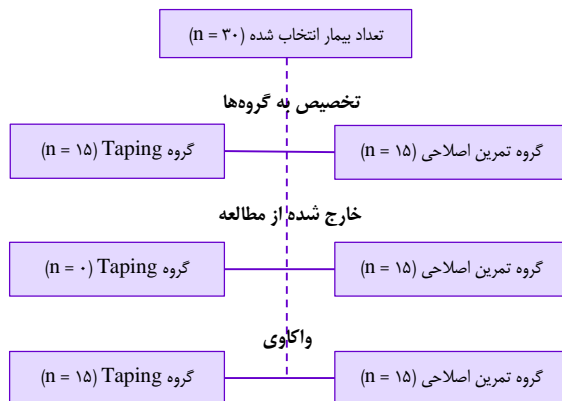 تعداد بیمار انتخاب شده (n = ۳۰)
تخصیص به گروه‌ها
گروه تمرین اصلاحی (n = ۱۵)
گروه Taping (n = ۱۵)
خارج شده از مطالعه
گروه تمرین اصلاحی (n = ۱۵)
گروه Taping (n = ۰)
واکاوی
گروه تمرین اصلاحی (n = ۱۵)
گروه Taping (n = ۱۵)